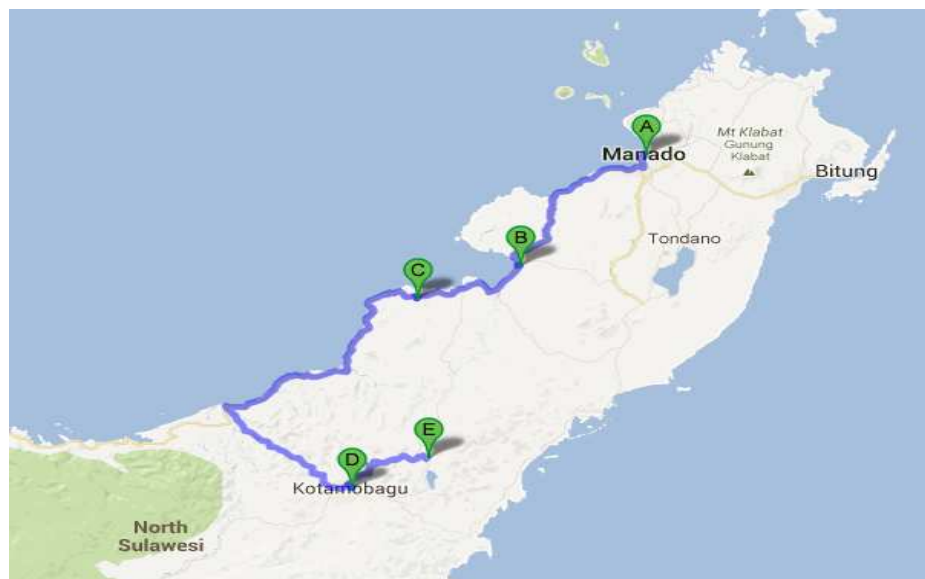 A
Manado
Mt Klabat
Gunung
Klabat
Bitung
B
Tondano
C
E
D
Kotamobagu
North
Sulawesi